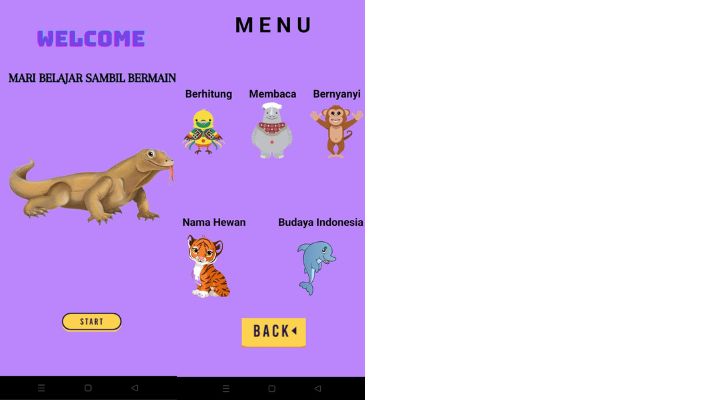 WELCOME
MARI BELAJAR SAMBIL BERMAIN
START
MENU
Berhitung Membaca Bernyanyi
Nama Hewan Budaya Indonesia
BACK